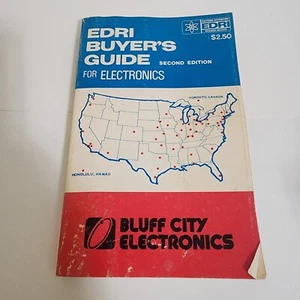 EDRI
BUYER'S
GUIDE SECOND EDITION
FOR ELECTRONICS
EDRI
$2.50
TORONTO, CANADA
HONOLULU, HAWAII
BLUFF CITY
ELECTRONICS